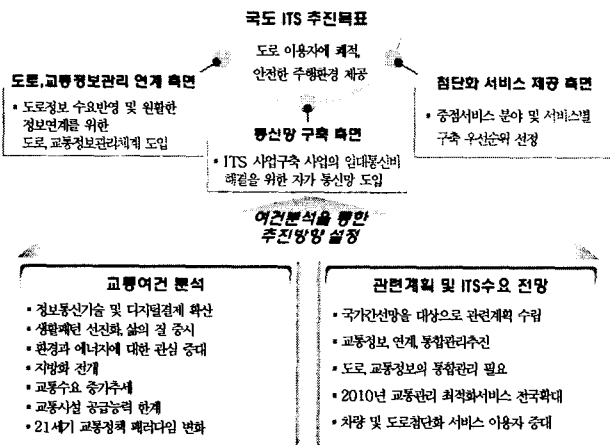 국도 ITS 추진목표
도로 이용자에 쾌적,
안전한 주행환경 제공
도로,교통정보관리 연계 측면
▪ 도로정보 수요반영 및 원활한
정보연계를 위한
도로, 교통정보관리체계 도입
통신망 구축 측면
▪ ITS 사업구축 사업의 임대통신비
해결을 위한 자가 통신망 도입
첨단화 서비스 제공 측면
▪ 중점서비스 분야 및 서비스별
구축 우선순위 선정
여건분석을 통한
추진방향 설정
교통여건 분석
▪ 정보통신기술 및 디지털결제 확산
▪ 생활패턴 선진화, 삶의 질 중시
▪ 환경과 에너지에 대한 관심 증대
▪ 지방화 전개
▪ 교통수요 증가추세
▪ 교통시설 공급능력 한계
▪ 21세기 교통정책 패러다임 변화
관련계획 및 ITS수요 전망
▪ 국가간선망을 대상으로 관련계획 수립
▪ 교통정보, 연계, 통합관리추진
▪ 도로, 교통정보의 통합관리 필요
▪ 2010년 교통관리 최적화서비스 전국확대
▪ 차량 및 도로첨단화 서비스 이용자 증대